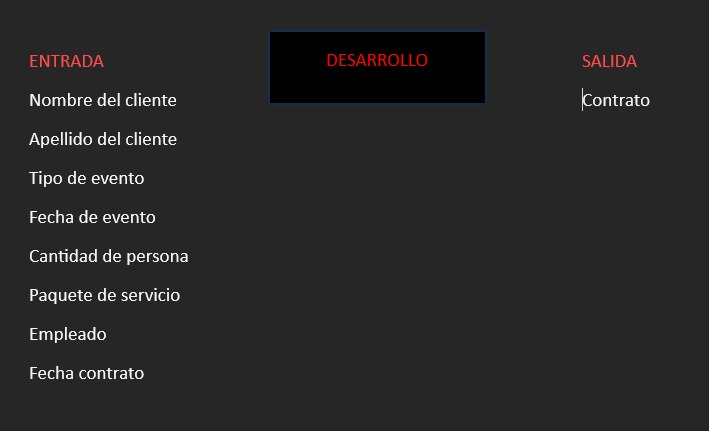 ENTRADA
DESARROLLO
SALIDA
Nombre del cliente
Contrato
Apellido del cliente
Tipo de evento
Fecha de evento
Cantidad de persona
Paquete de servicio
Empleado
Fecha contrato